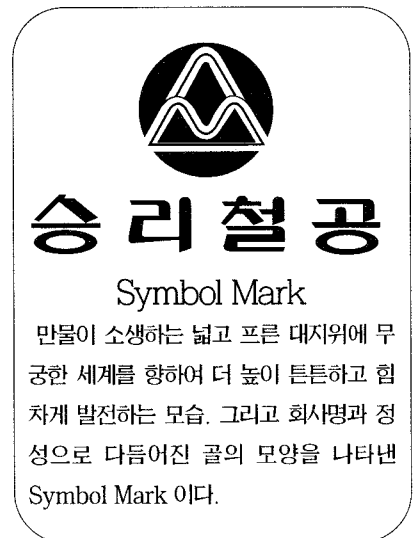 승리철공
Symbol Mark
만물이 소생하는 넓고 프른 대지위에 무
궁한 세계를 향하여 더 높이 튼튼하고 힘
차게 발전하는 모습. 그리고 회사명과 정
성으로 다듬어진 골의 모양을 나타낸
Symbol Mark 이다.